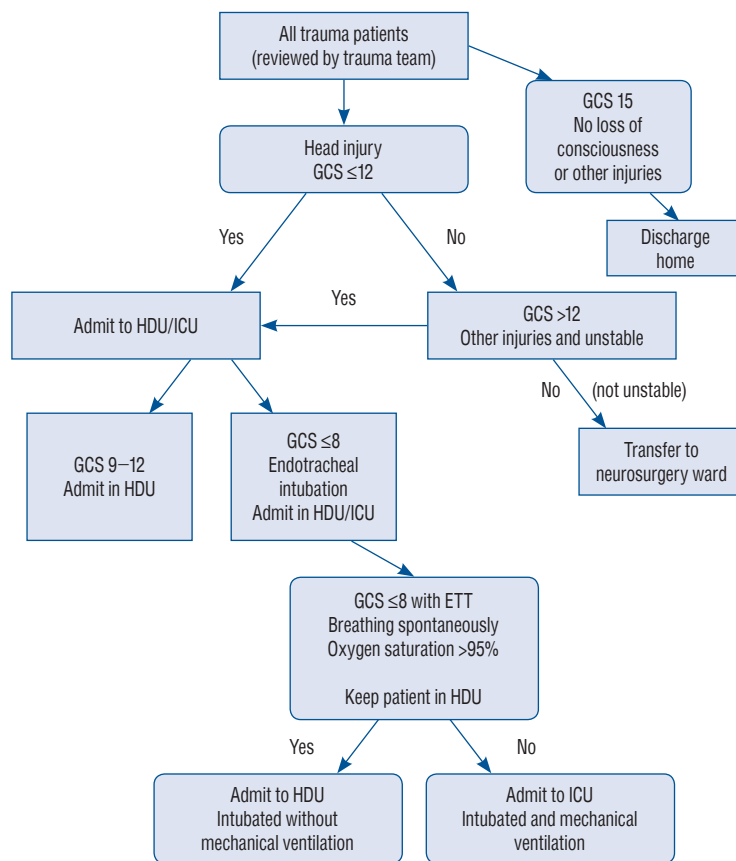 All trauma patients
(reviewed by trauma team)
GCS 15
No loss of
consciousness
or other injuries
Head injury
GCS ≤12
Discharge
home
Yes
No
Admit to HDU/ICU
Yes
GCS >12
Other injuries and unstable
No (not unstable)
GCS 9–12
Admit in HDU
GCS ≤8
Endotracheal
intubation
Admit in HDU/ICU
Transfer to
neurosurgery ward
GCS ≤8 with ETT
Breathing spontaneously
Oxygen saturation >95%
Keep patient in HDU
Yes
No
Admit to HDU
Intubated without
mechanical ventilation
Admit to ICU
Intubated and mechanical
ventilation